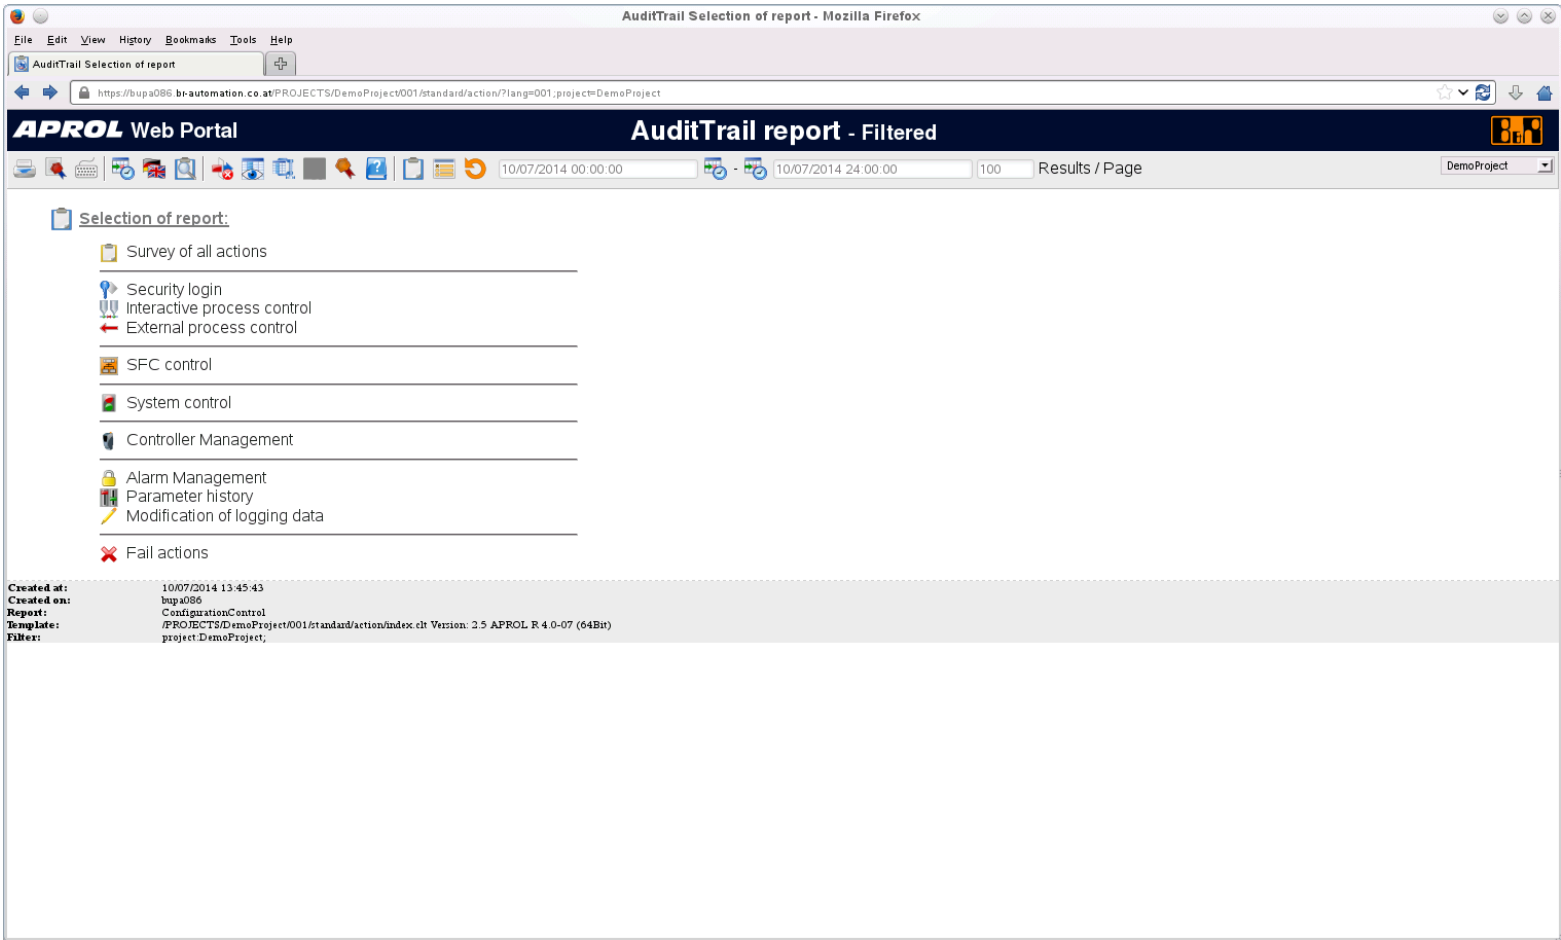 AuditTrail Selection of report - Mozilla Firefox
File Edit View History Bookmarks Tools Help
AuditTrail Selection of report
https://bupa086.br-automation.co.at/PROJECTS/DemoProject/001/standard/action/?lang=001;project=DemoProject
APROL Web Portal AuditTrail report - Filtered B&R
10/07/2014 00:00:00 - 10/07/2014 24:00:00 100 Results / Page DemoProject
Selection of report:
Survey of all actions
Security login
Interactive process control
External process control
SFC control
System control
Controller Management
Alarm Management
Parameter history
Modification of logging data
Fail actions
Created at: 10/07/2014 13:45:43
Created on: bupa086
Report: ConfigurationControl
Template: /PROJECTS/DemoProject/001/standard/action/index.clt Version: 2.5 APROL R 4.0-07 (64Bit)
Filter: project:DemoProject;